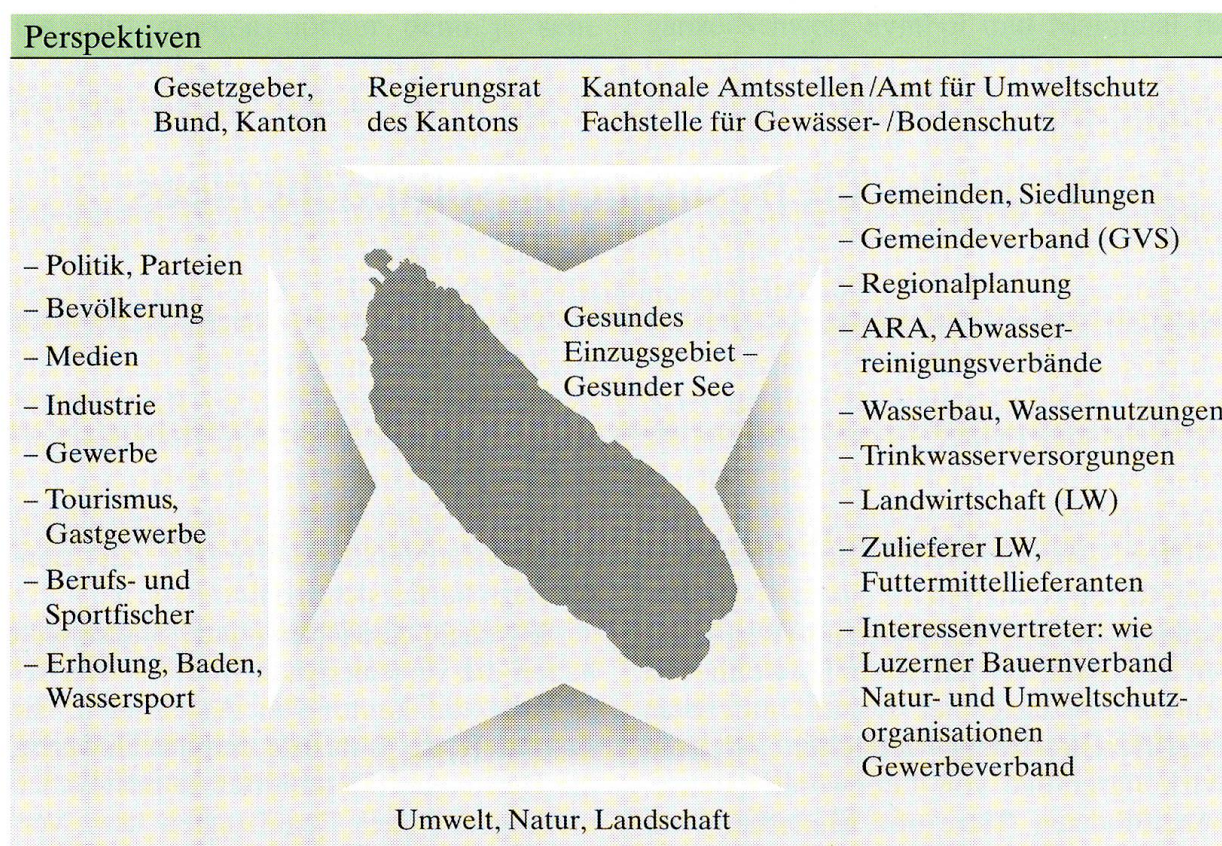 Perspektiven
Gesetzgeber,
Bund, Kanton
Regierungsrat
des Kantons
Kantonale Amtsstellen/Amt für Umweltschutz
Fachstelle für Gewässer-/Bodenschutz
– Politik, Parteien
– Bevölkerung
– Medien
– Industrie
– Gewerbe
– Tourismus,
Gastgewerbe
– Berufs- und
Sportfischer
– Erholung, Baden,
Wassersport
Gesundes
Einzugsgebiet –
Gesunder See
– Gemeinden, Siedlungen
– Gemeindeverband (GVS)
– Regionalplanung
– ARA, Abwasser-
reinigungsverbände
– Wasserbau, Wassernutzungen
– Trinkwasserversorgungen
– Landwirtschaft (LW)
– Zulieferer LW,
Futtermittellieferanten
– Interessenvertreter: wie
Luzerner Bauernverband
Natur- und Umweltschutz-
organisationen
Gewerbeverband
Umwelt, Natur, Landschaft